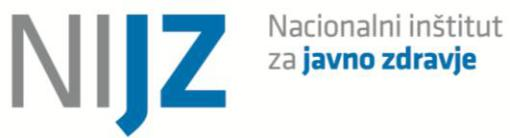 NIJZ
Nacionalni inštitut
za javno zdravje